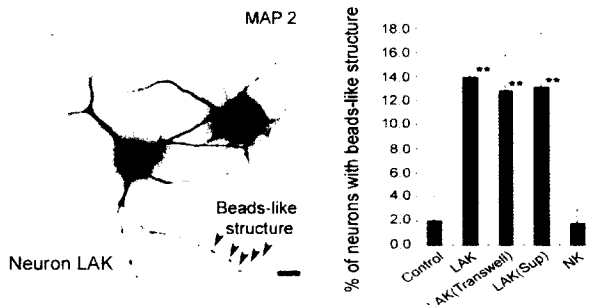 MAP 2
Beads-like
structure
Neuron LAK
% of neurons with beads-like structure
18.0
16.0
14.0
12.0
10.0
8.0
6.0
4.0
2.0
0.0
**
**
**
Control
LAK
LAK(Transwell)
LAK(Sup)
NK